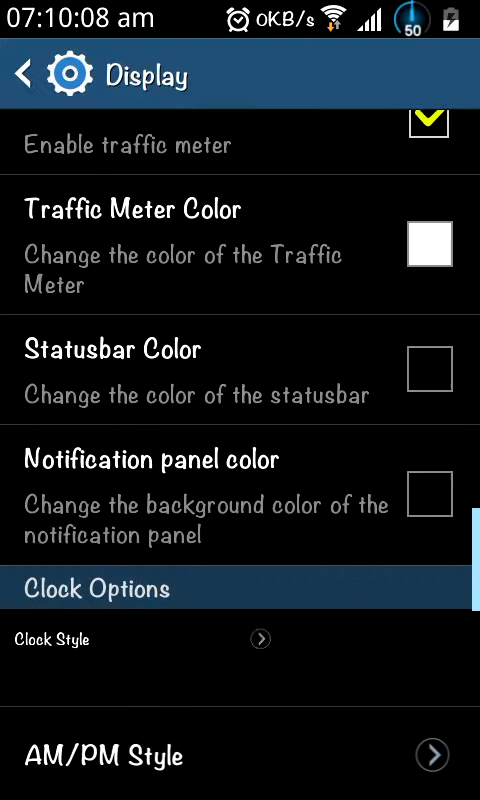 07:10:08 am 0KB/s 50
Display
Enable traffic meter
Traffic Meter Color
Change the color of the Traffic
Meter
Statusbar Color
Change the color of the statusbar
Notification panel color
Change the background color of the
notification panel
Clock Options
Clock Style
AM/PM Style